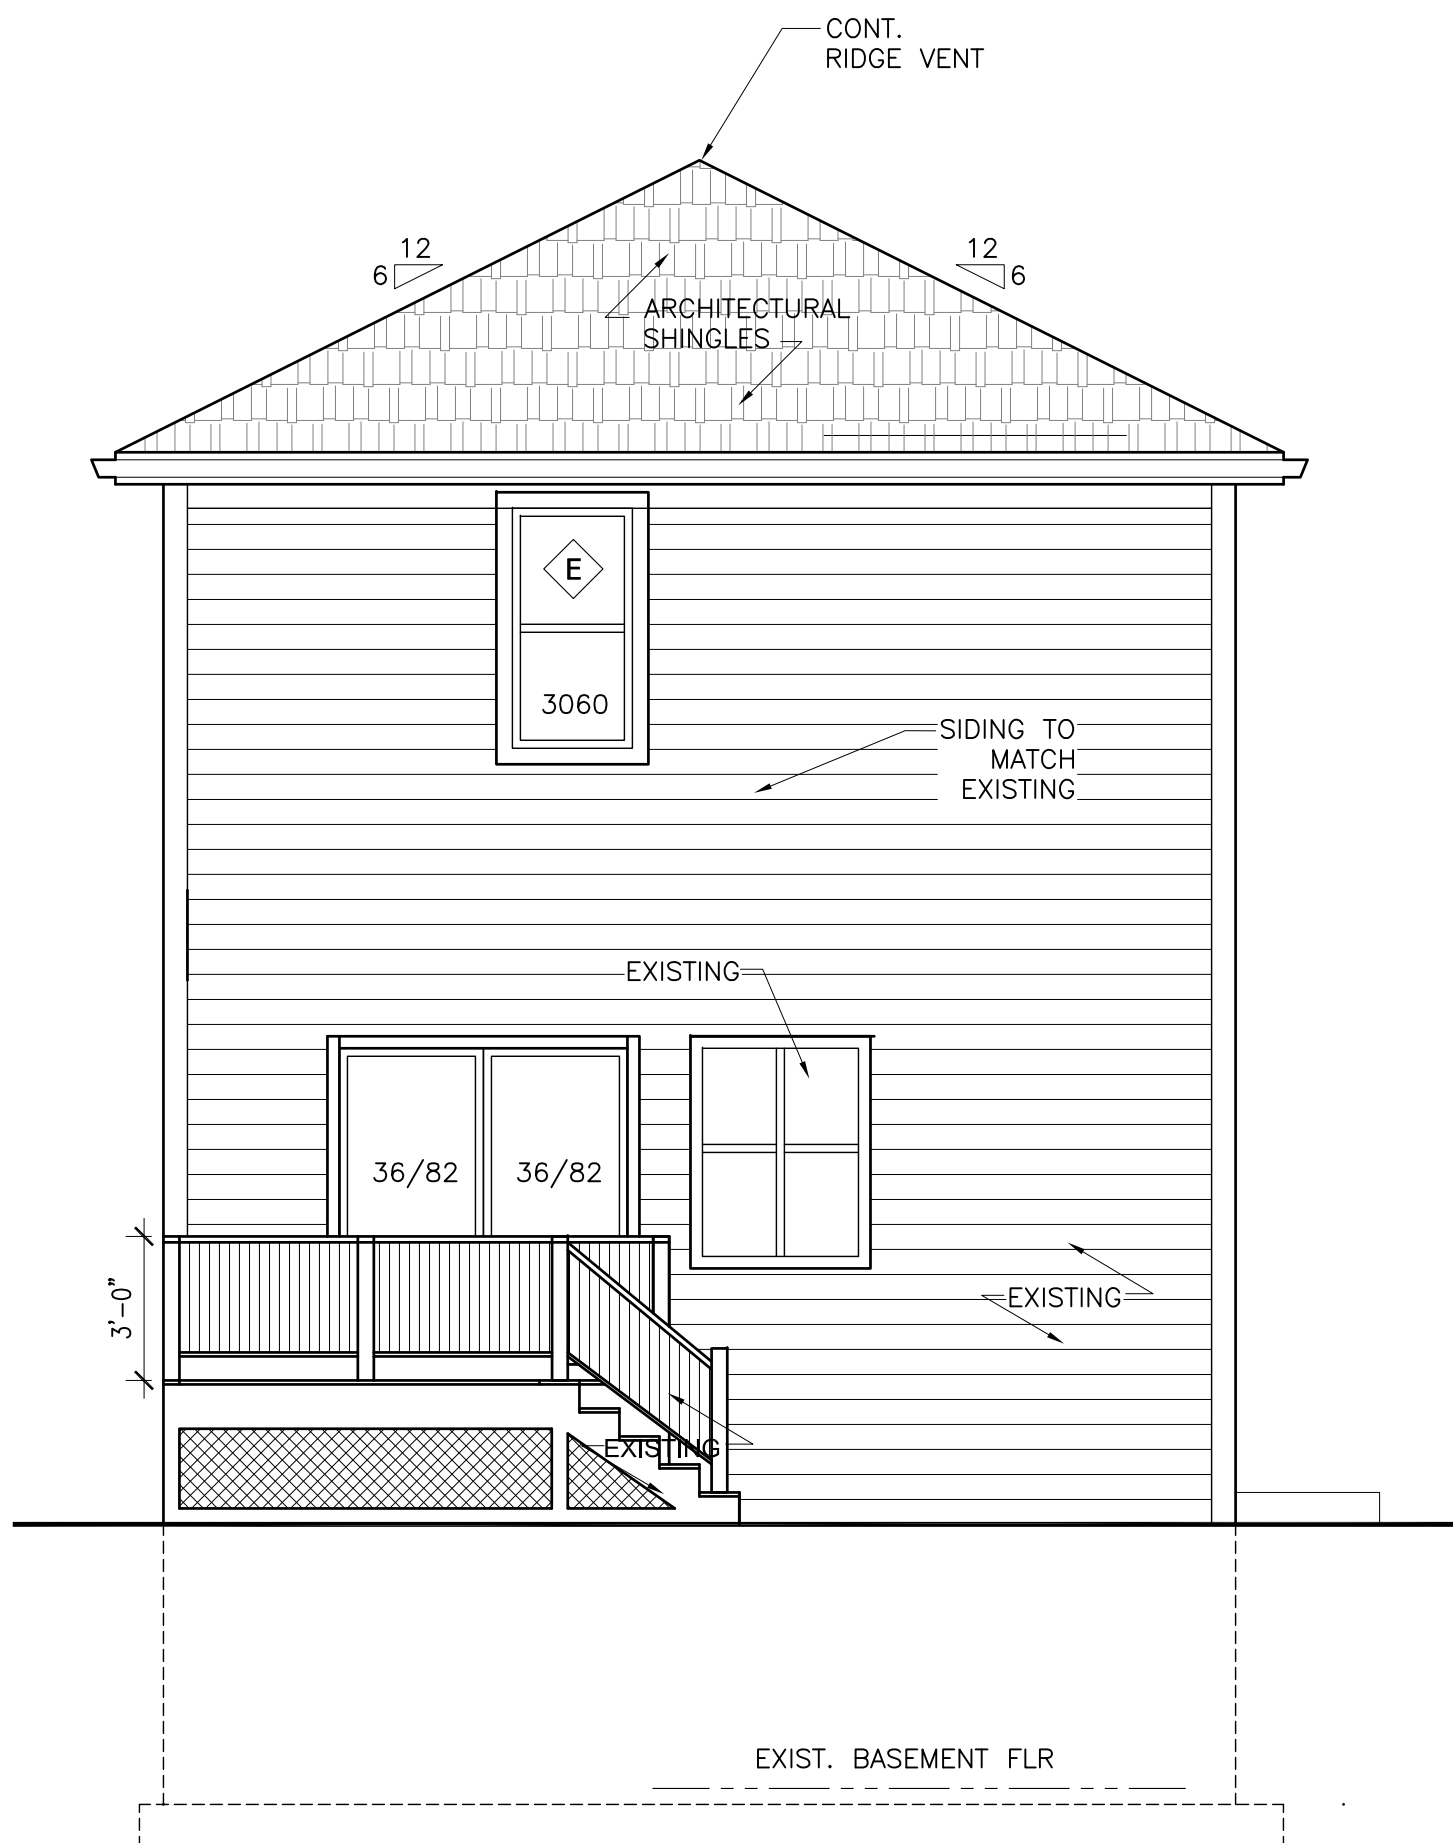 CONT.
RIDGE VENT
12
6
12
6
ARCHITECTURAL
SHINGLES
E
3060
SIDING TO
MATCH
EXISTING
EXISTING
36/82
36/82
3'-0"
EXISTING
EXISTING
EXIST. BASEMENT FLR